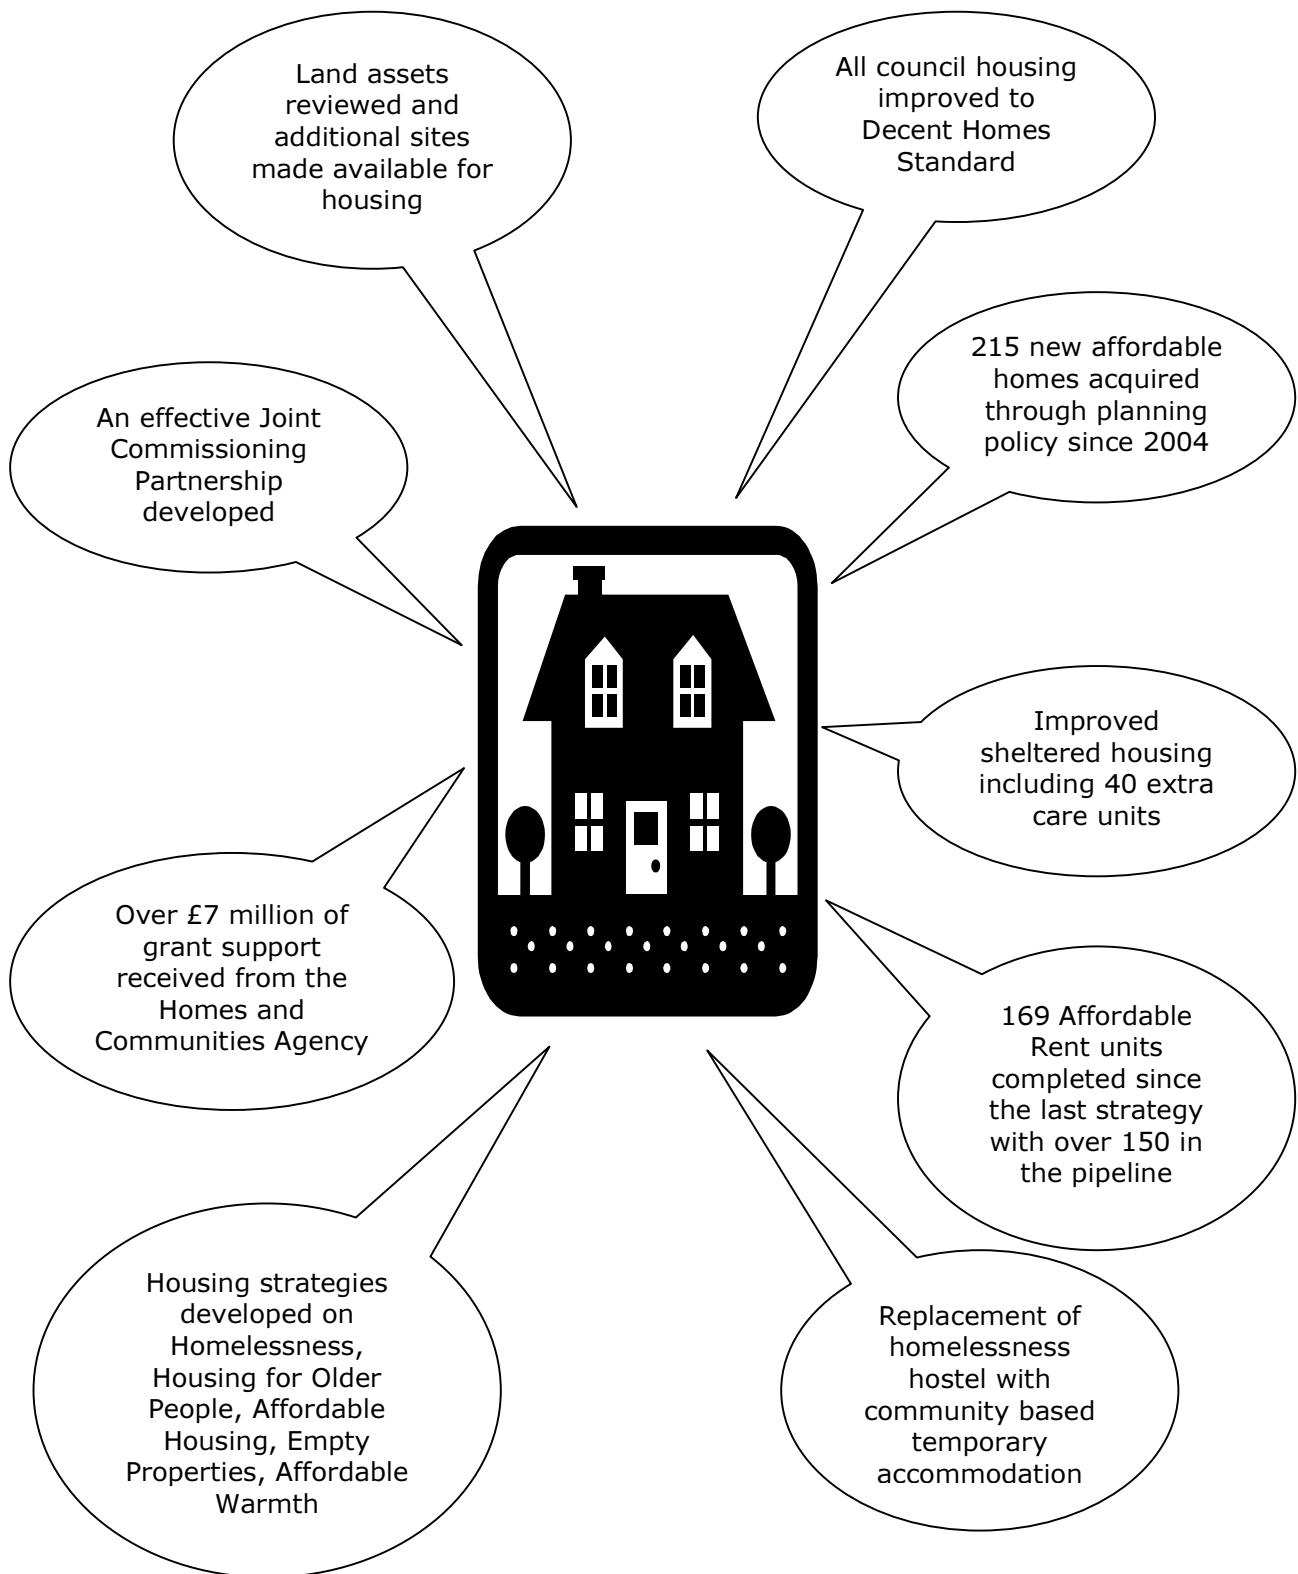 Land assets
reviewed and
additional sites
made available for
housing
All council housing
improved to
Decent Homes
Standard
215 new affordable
homes acquired
through planning
policy since 2004
An effective Joint
Commissioning
Partnership
developed
Improved
sheltered housing
including 40 extra
care units
Over £7 million of
grant support
received from the
Homes and
Communities Agency
169 Affordable
Rent units
completed since
the last strategy
with over 150 in
the pipeline
Housing strategies
developed on
Homelessness,
Housing for Older
People, Affordable
Housing, Empty
Properties, Affordable
Warmth
Replacement of
homelessness
hostel with
community based
temporary
accommodation